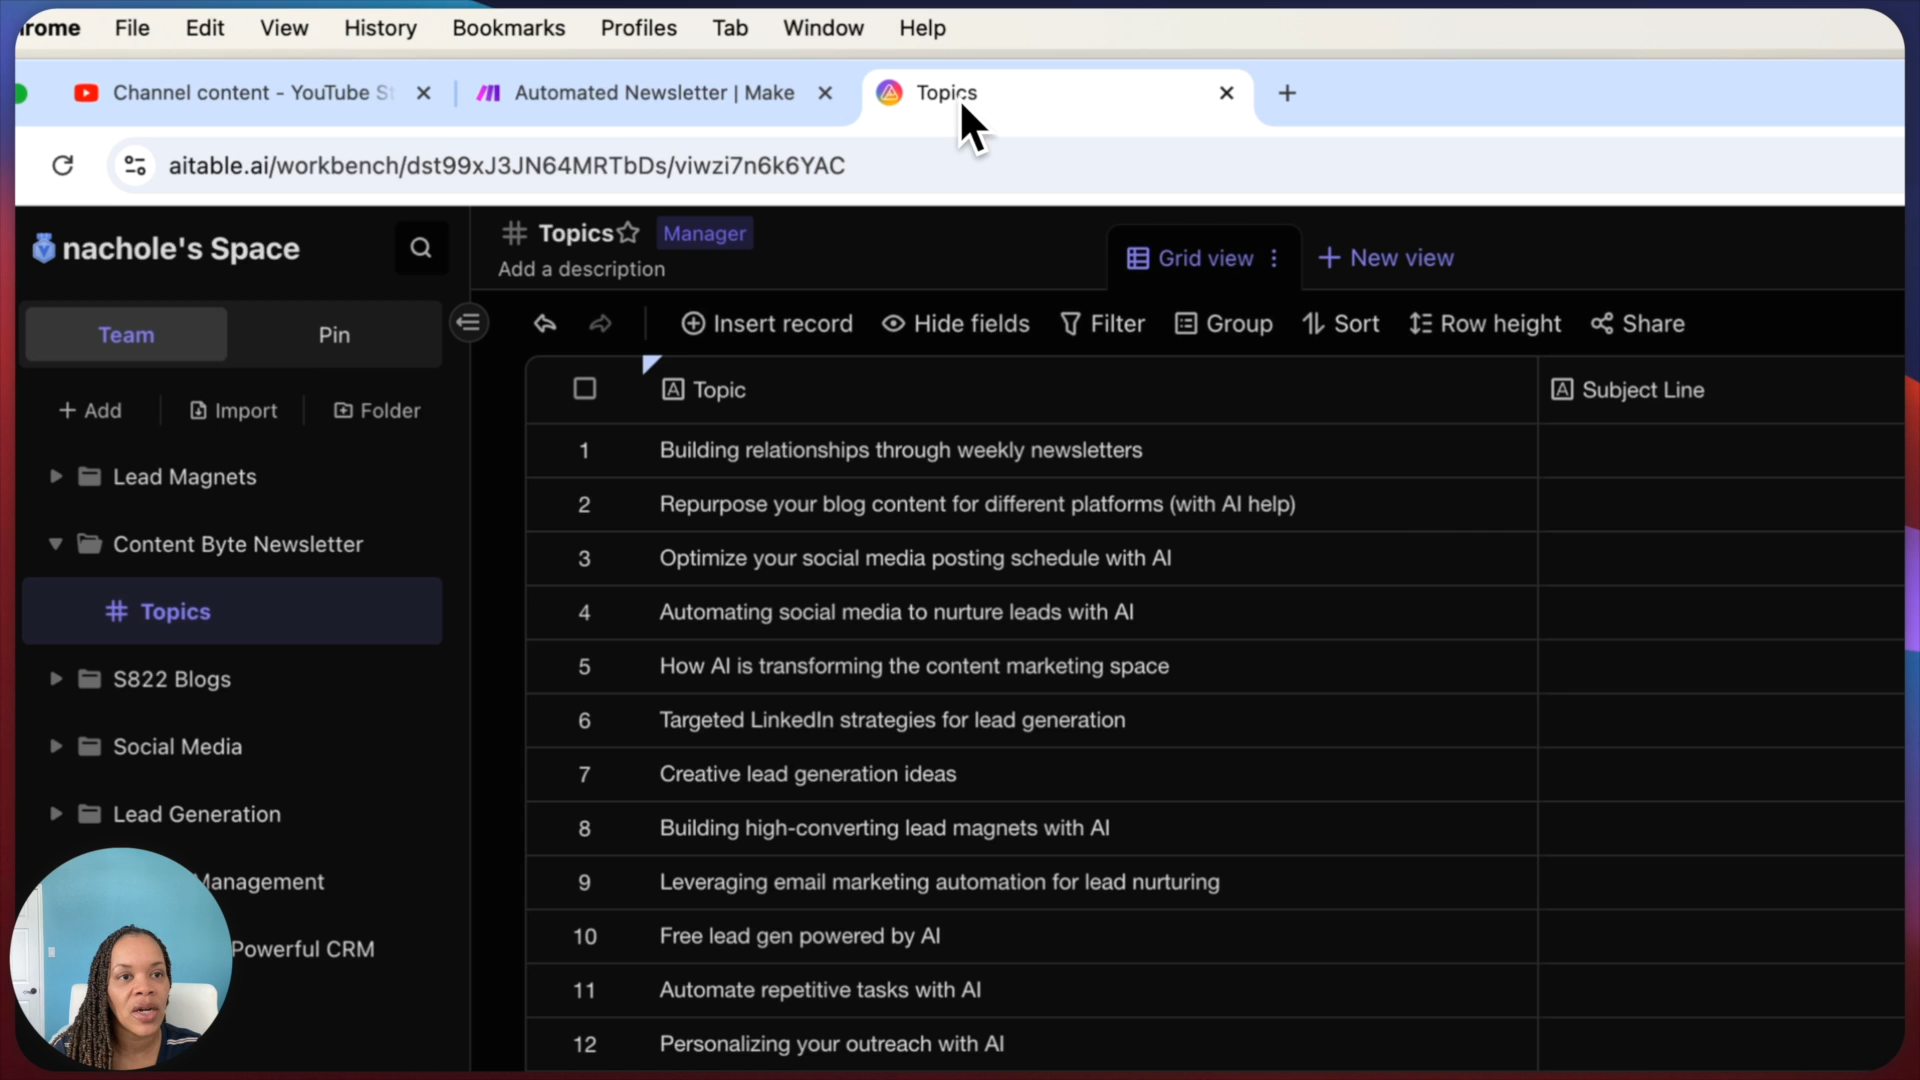 rome File Edit View History Bookmarks Profiles Tab Window Help
Channel content - YouTube St
Automated Newsletter | Make
Topics
aitable.ai/workbench/dst99xJ3JN64MRTbDs/viwzi7n6k6YAC
nachole's Space
Topics
Manager
Add a description
Grid view
New view
Team
Pin
Insert record
Hide fields
Filter
Group
Sort
Row height
Share
Add
Import
Folder
Lead Magnets
Content Byte Newsletter
Topics
S822 Blogs
Social Media
Lead Generation
Management
Powerful CRM
Topic
Subject Line
1 Building relationships through weekly newsletters
2 Repurpose your blog content for different platforms (with AI help)
3 Optimize your social media posting schedule with AI
4 Automating social media to nurture leads with AI
5 How AI is transforming the content marketing space
6 Targeted LinkedIn strategies for lead generation
7 Creative lead generation ideas
8 Building high-converting lead magnets with AI
9 Leveraging email marketing automation for lead nurturing
10 Free lead gen powered by AI
11 Automate repetitive tasks with AI
12 Personalizing your outreach with AI